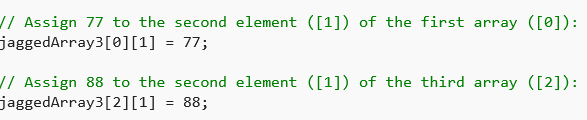 // Assign 77 to the second element ([1]) of the first array ([0]):
jaggedArray3[0][1] = 77;
// Assign 88 to the second element ([1]) of the third array ([2]):
jaggedArray3[2][1] = 88;